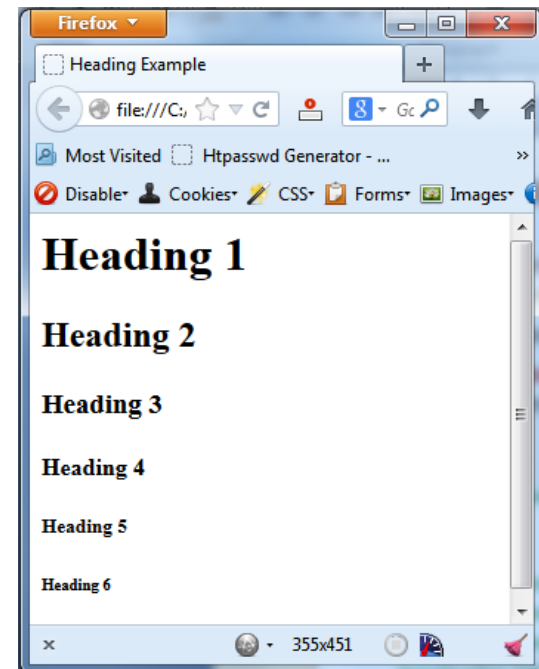 Firefox
Heading Example
file:///C:/ 8 Gc
Most Visited Htpasswd Generator - ... »
Disable Cookies CSS Forms Images
Heading 1
Heading 2
Heading 3
Heading 4
Heading 5
Heading 6
x 355x451